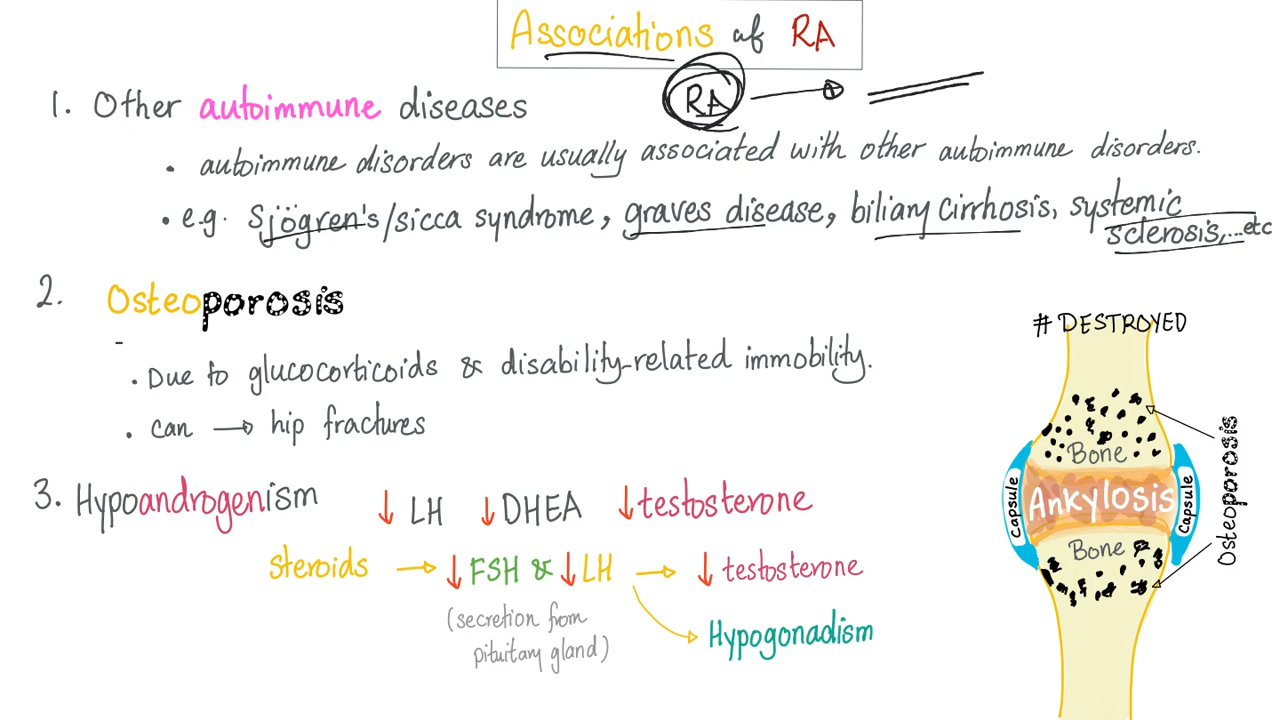 Associations of RA
RA
1. Other autoimmune diseases
• autoimmune disorders are usually associated with other autoimmune disorders.
• e.g. Sjögren's/sicca syndrome, graves disease, biliary cirrhosis, systemic
sclerosis,...etc
2. Osteoporosis
• Due to glucocorticoids & disability-related immobility.
• can → hip fractures
3. Hypoandrogenism ↓ LH ↓ DHEA ↓ testosterone
Steroids → ↓ FSH & ↓ LH → ↓ testosterone
(secretion from
pituitary gland)
Hypogonadism
# DESTROYED
Bone
Capsule
Ankylosis
Capsule
Bone
Osteoporosis